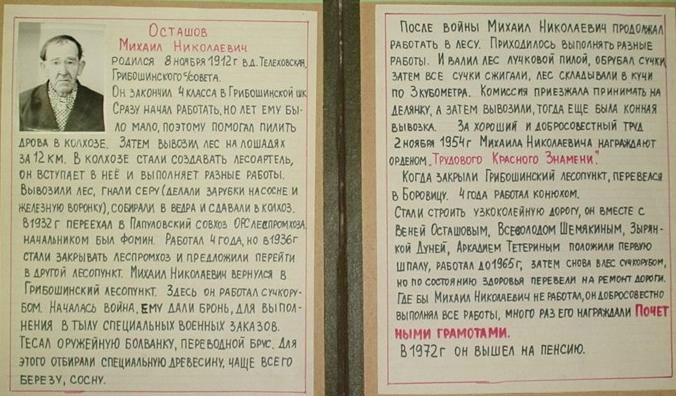 Осташов
Михаил Николаевич
родился 8 ноября 1912 г в д. Телеховская,
Грибошинского с/совета.
Он закончил 4 класса в Грибошинской шк.
Сразу начал работать, но лет ему бы-
ло мало, поэтому помогал пилить
дрова в колхозе. Затем вывозил лес на лошадях
за 12 км. В колхозе стали создавать лесоартель,
он вступает в неё и выполняет разные работы.
Вывозили лес, гнали серу (делали зарубки на сосне и
железную воронку), собирали в ведра и сдавали в колхоз.
В 1932 г переехал в Папуловский совхоз ОРС леспромхоза,
начальником был Фомин. Работал 4 года, но в 1936 г
стали закрывать леспромхоз и предложили перейти
в другой лесопункт. Михаил Николаевич вернулся в
Грибошинский лесопункт. Здесь он работал сучкору-
бом. Началась война, ему дали бронь, для выпол-
нения в тылу специальных военных заказов.
Тесал оружейную болванку, переводной брус. Для
этого отбирали специальную древесину, чаще всего
березу, сосну.
После войны Михаил Николаевич продолжал
работать в лесу. Приходилось выполнять разные
работы. И валил лес лучковой пилой, обрубал сучки,
затем все сучки сжигали, лес складывали в кучи
по 3 кубометра. Комиссия приезжала принимать на
делянку, а затем вывозили, тогда еще была конная
вывозка. За хороший и добросовестный труд
2 ноября 1954 г Михаила Николаевича награждают
орденом "Трудового Красного Знамени".
Когда закрыли Грибошинский лесопункт, перевелся
в Боровицу. 4 года работал конюхом.
Стали строить узкоколейную дорогу, он вместе с
Веней Осташовым, Всеволодом Шемякиным, Зырян-
кой Дуней, Аркадием Тетериным положили первую
шпалу, работал до 1965 г, затем снова в лес сучкорубом,
но по состоянию здоровья перевели на ремонт дороги.
Где бы Михаил Николаевич не работал, он добросовестно
выполнял все работы, много раз его награждали Почет
ными грамотами.
В 1972 г он вышел на пенсию.